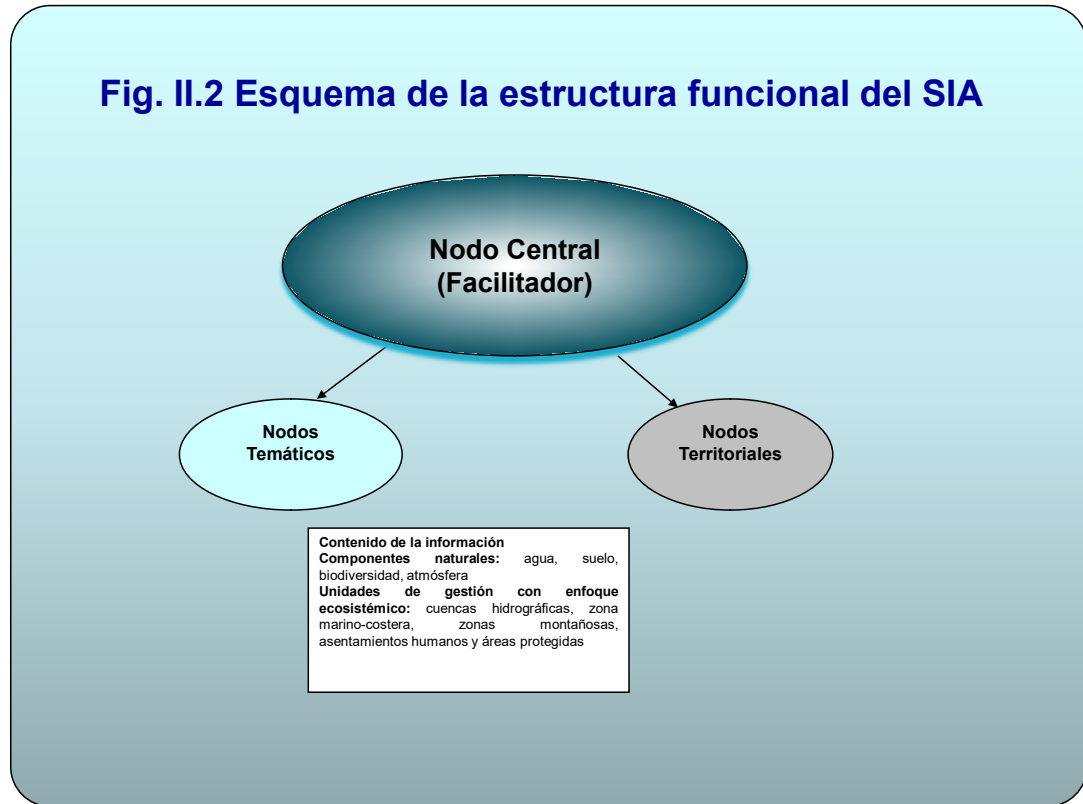 Fig. II.2 Esquema de la estructura funcional del SIA
Nodo Central
(Facilitador)
Nodos
Temáticos
Nodos
Territoriales
Contenido de la información
Componentes naturales: agua, suelo,
biodiversidad, atmósfera
Unidades de gestión con enfoque
ecosistémico: cuencas hidrográficas, zona
marino-costera, zonas montañosas,
asentamientos humanos y áreas protegidas